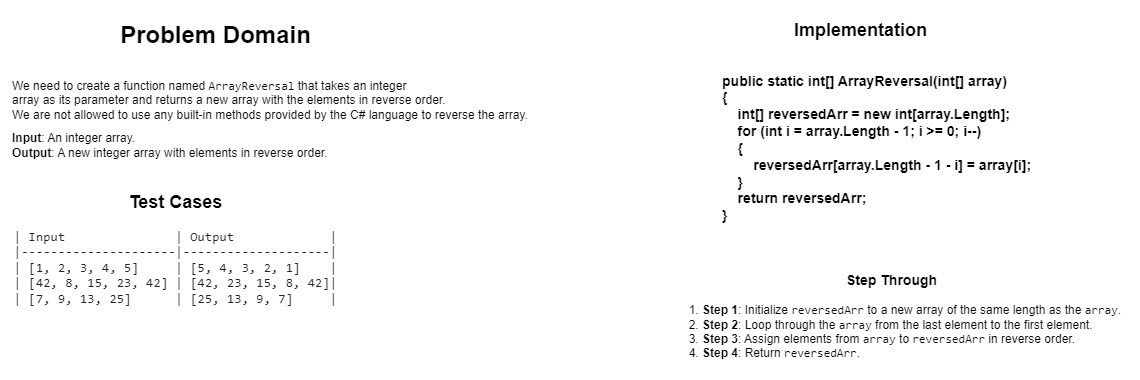 Problem Domain
We need to create a function named ArrayReversal that takes an integer
array as its parameter and returns a new array with the elements in reverse order.
We are not allowed to use any built-in methods provided by the C# language to reverse the array.
Input: An integer array.
Output: A new integer array with elements in reverse order.
Test Cases
| Input | Output |
|---------------------|-------------------|
| [1, 2, 3, 4, 5] | [5, 4, 3, 2, 1] |
| [42, 8, 15, 23, 42] | [42, 23, 15, 8, 42]|
| [7, 9, 13, 25] | [25, 13, 9, 7] |
Implementation
public static int[] ArrayReversal(int[] array)
{
int[] reversedArr = new int[array.Length];
for (int i = array.Length - 1; i >= 0; i--)
{
reversedArr[array.Length - 1 - i] = array[i];
}
return reversedArr;
}
Step Through
1. Step 1: Initialize reversedArr to a new array of the same length as the array.
2. Step 2: Loop through the array from the last element to the first element.
3. Step 3: Assign elements from array to reversedArr in reverse order.
4. Step 4: Return reversedArr.